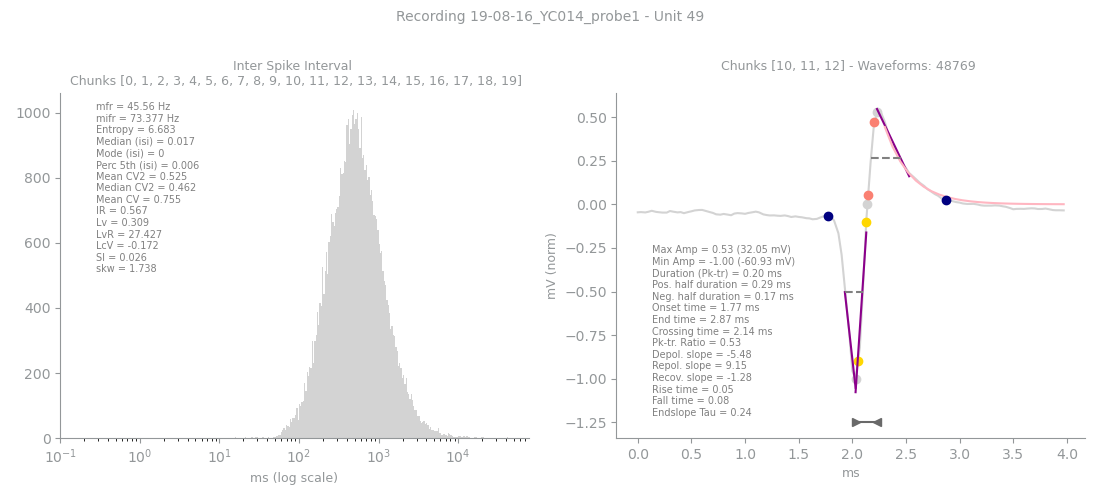 Recording 19-08-16_YC014_probe1 - Unit 49
Inter Spike Interval
Chunks [0, 1, 2, 3, 4, 5, 6, 7, 8, 9, 10, 11, 12, 13, 14, 15, 16, 17, 18, 19]
1000
800
600
400
200
0
mfr = 45.56 Hz
mifr = 73.377 Hz
Entropy = 6.683
Median (isi) = 0.017
Mode (isi) = 0
Perc 5th (isi) = 0.006
Mean CV2 = 0.525
Median CV2 = 0.462
Mean CV = 0.755
IR = 0.567
Lv = 0.309
LvR = 27.427
LcV = -0.172
SI = 0.026
skw = 1.738
10⁻¹ 10⁰ 10¹ 10² 10³ 10⁴
ms (log scale)
Chunks [10, 11, 12] - Waveforms: 48769
mV (norm)
0.50
0.25
0.00
−0.25
−0.50
−0.75
−1.00
−1.25
Max Amp = 0.53 (32.05 mV)
Min Amp = -1.00 (-60.93 mV)
Duration (Pk-tr) = 0.20 ms
Pos. half duration = 0.29 ms
Neg. half duration = 0.17 ms
Onset time = 1.77 ms
End time = 2.87 ms
Crossing time = 2.14 ms
Pk-tr. Ratio = 0.53
Depol. slope = -5.48
Repol. slope = 9.15
Recov. slope = -1.28
Rise time = 0.05
Fall time = 0.08
Endslope Tau = 0.24
0.0 0.5 1.0 1.5 2.0 2.5 3.0 3.5 4.0
ms